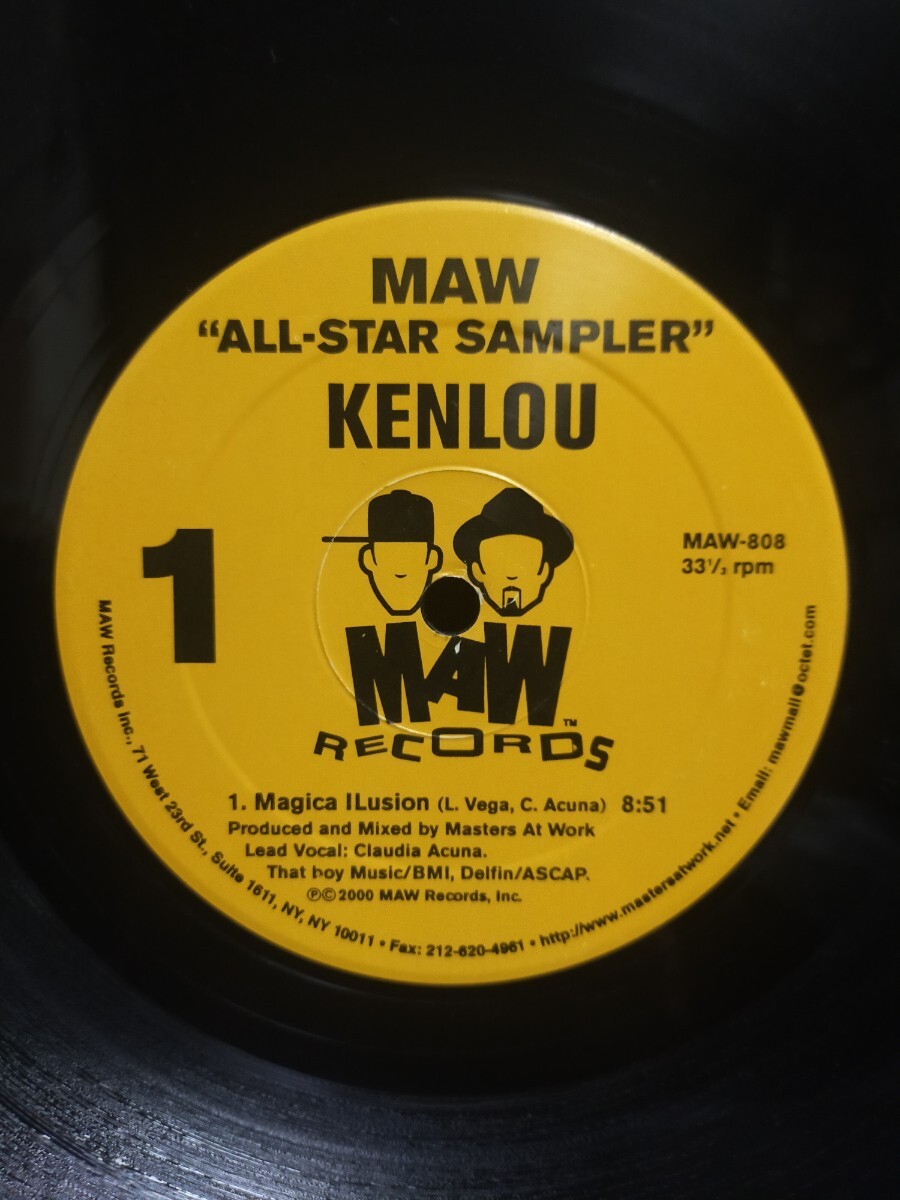 MAW
“ALL-STAR SAMPLER”
KENLOU
1
MAW-808
33⅓ rpm
MAW™
RECORDS
1. Magica ILusion (L. Vega, C. Acuna) 8:51
Produced and Mixed by Masters At Work
Lead Vocal: Claudia Acuna.
That boy Music/BMI, Delfin/ASCAP.
℗©2000 MAW Records, Inc.
MAW Records Inc., 71 West 23rd St., Suite 1611, NY, NY 10011 • Fax: 212-620-4961 • http://www.mastersatwork.net • Email: mawmail@octet.com